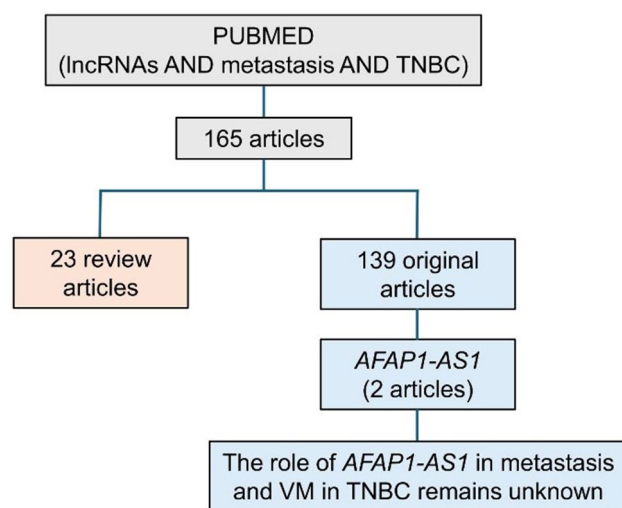 PUBMED
(lncRNAs AND metastasis AND TNBC)
165 articles
23 review
articles
139 original
articles
AFAP1-AS1
(2 articles)
The role of AFAP1-AS1 in metastasis
and VM in TNBC remains unknown